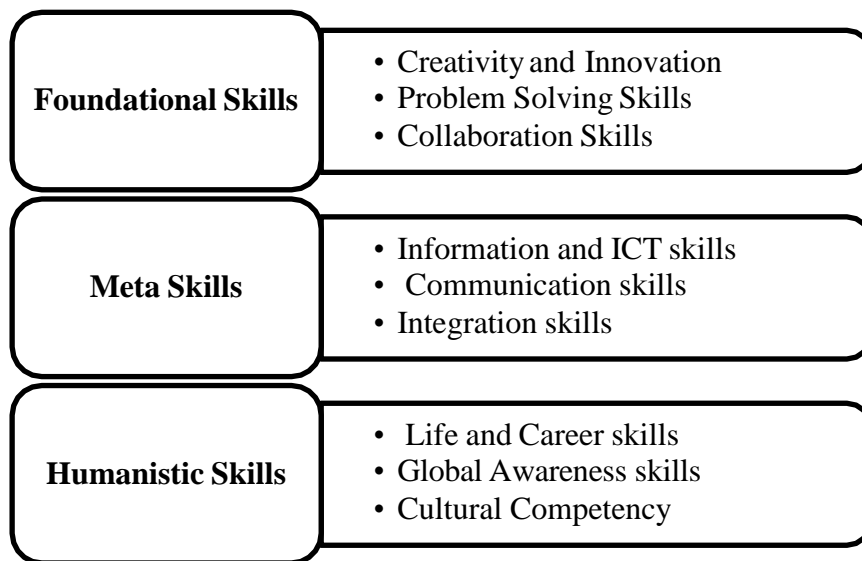 Foundational Skills
• Creativity and Innovation
• Problem Solving Skills
• Collaboration Skills
Meta Skills
• Information and ICT skills
• Communication skills
• Integration skills
Humanistic Skills
• Life and Career skills
• Global Awareness skills
• Cultural Competency